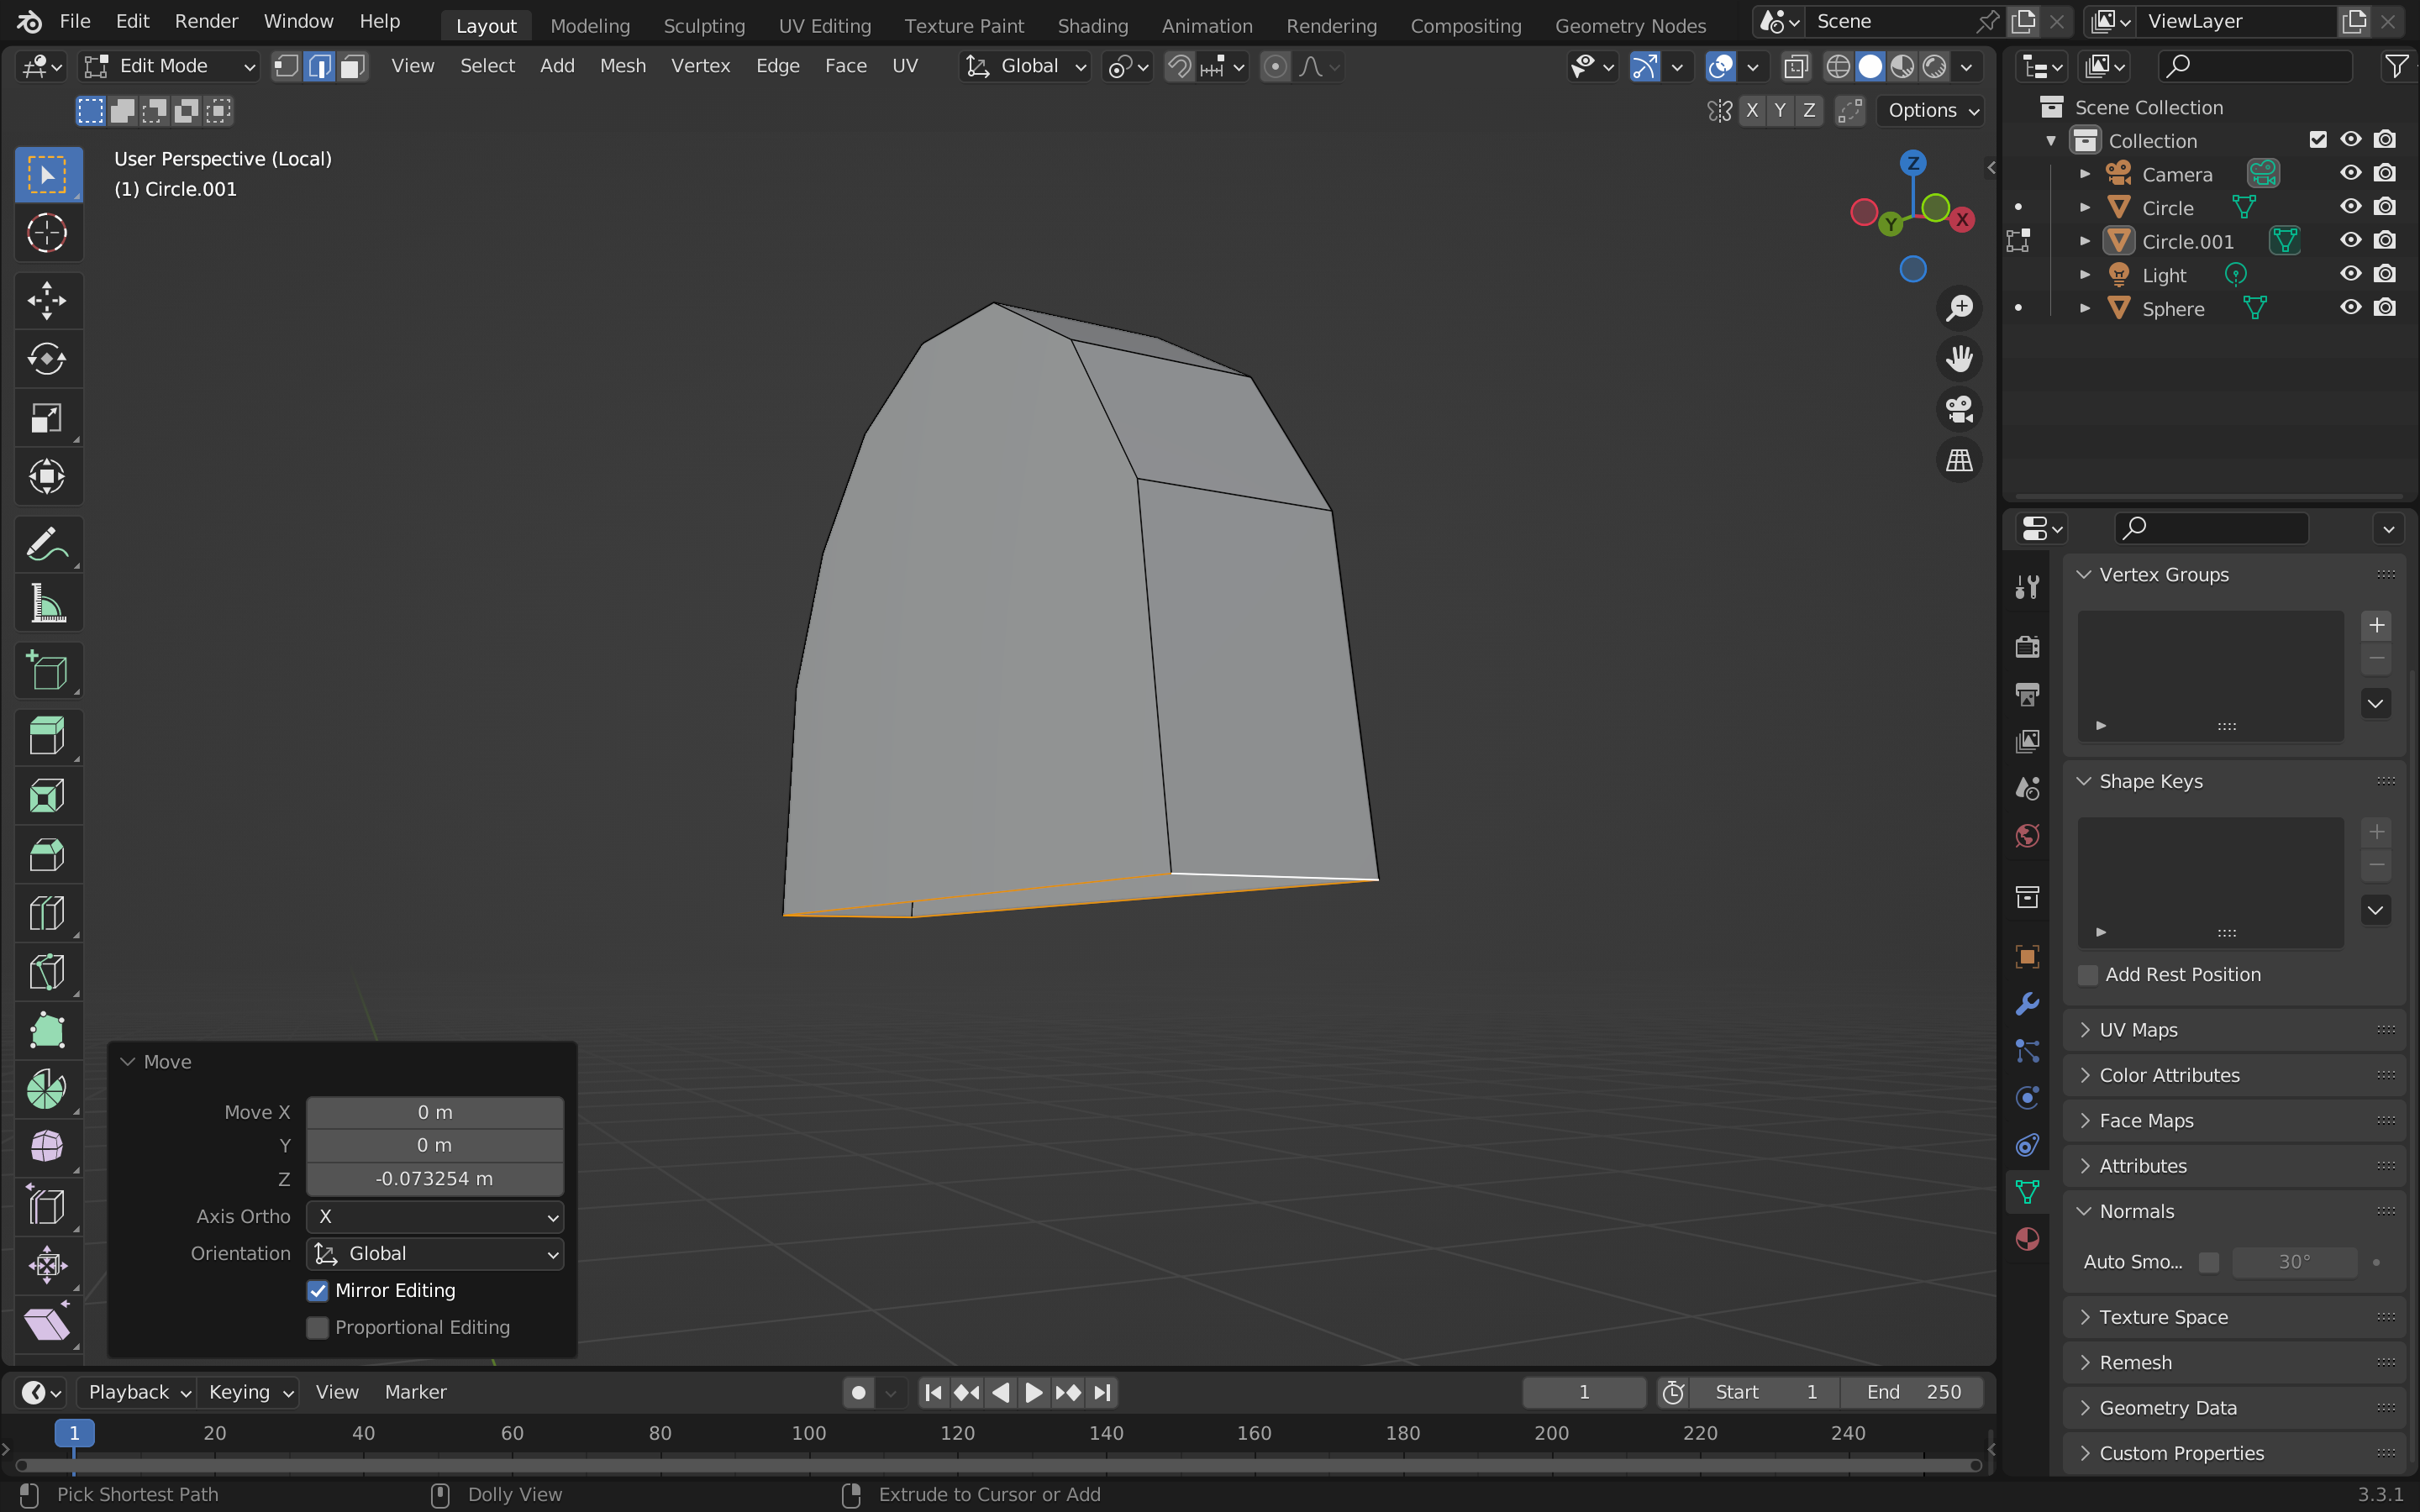 File Edit Render Window Help Layout Modeling Sculpting UV Editing Texture Paint Shading Animation Rendering Compositing Geometry Nodes Scene ViewLayer
Edit Mode View Select Add Mesh Vertex Edge Face UV Global
X Y Z Options
User Perspective (Local)
(1) Circle.001
Z
Y
X
Scene Collection
Collection
Camera
Circle
Circle.001
Light
Sphere
Vertex Groups
Shape Keys
Add Rest Position
UV Maps
Color Attributes
Face Maps
Attributes
Normals
Auto Smo... 30°
Texture Space
Remesh
Geometry Data
Custom Properties
Move
Move X 0 m
Y 0 m
Z -0.073254 m
Axis Ortho X
Orientation Global
Mirror Editing
Proportional Editing
Playback Keying View Marker 1 Start 1 End 250
1 20 40 60 80 100 120 140 160 180 200 220 240
Pick Shortest Path Dolly View Extrude to Cursor or Add 3.3.1